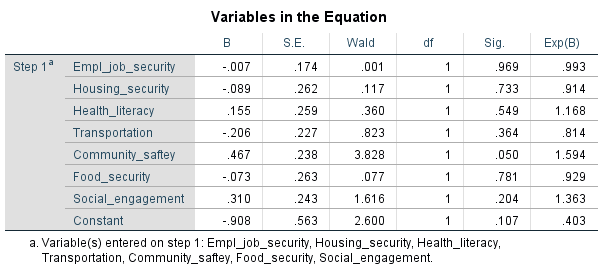 Variables in the Equation
B S.E. Wald df Sig. Exp(B)
Step 1a Empl_job_security -.007 .174 .001 1 .969 .993
Housing_security -.089 .262 .117 1 .733 .914
Health_literacy .155 .259 .360 1 .549 1.168
Transportation -.206 .227 .823 1 .364 .814
Community_saftey .467 .238 3.828 1 .050 1.594
Food_security -.073 .263 .077 1 .781 .929
Social_engagement .310 .243 1.616 1 .204 1.363
Constant -.908 .563 2.600 1 .107 .403
a. Variable(s) entered on step 1: Empl_job_security, Housing_security, Health_literacy,
Transportation, Community_saftey, Food_security, Social_engagement.